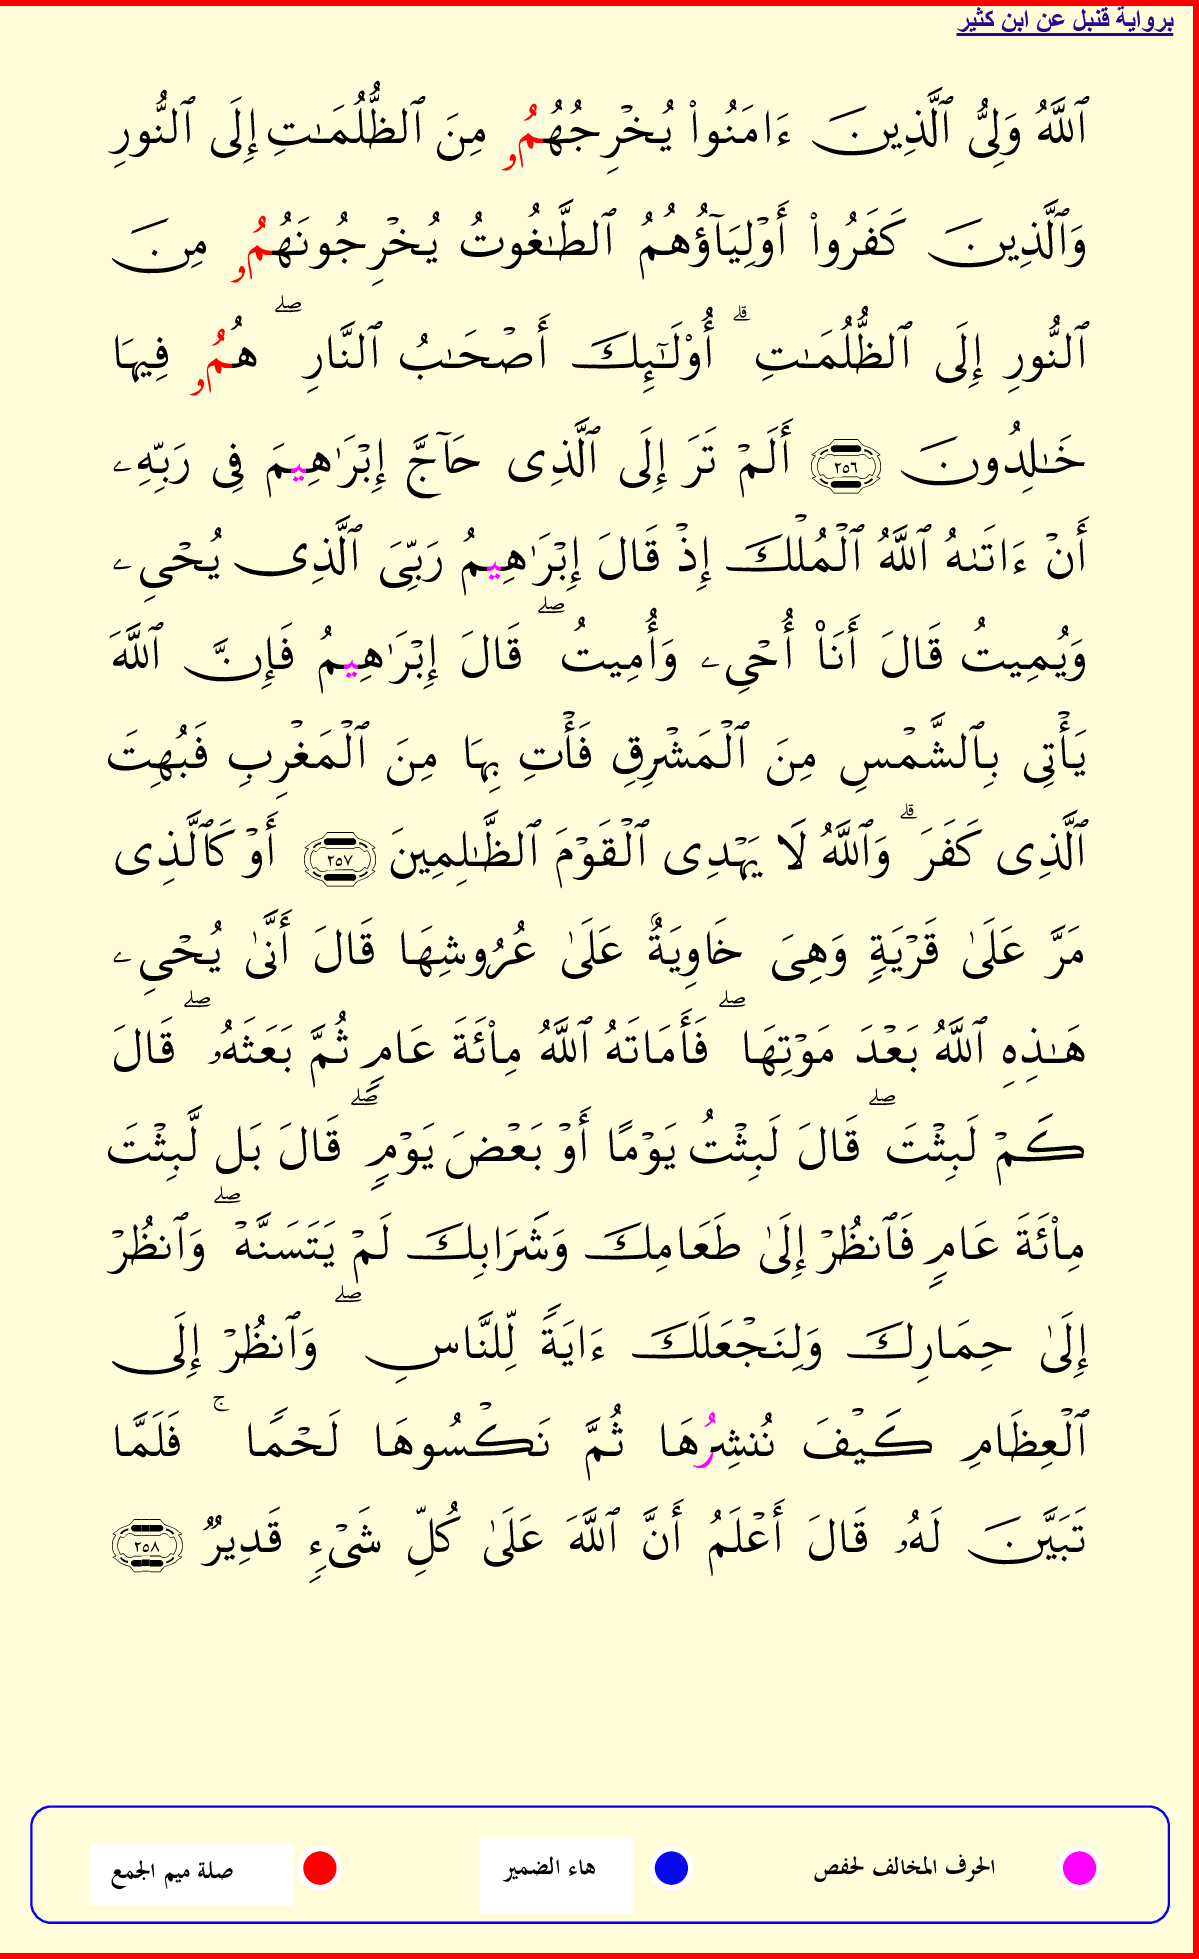 برواية قنبل عن ابن كثير
ٱللَّهُ وَلِىُّ ٱلَّذِينَ ءَامَنُوا۟ يُخْرِجُهُمُۥ مِنَ ٱلظُّلُمَـٰتِ إِلَى ٱلنُّورِ
وَٱلَّذِينَ كَفَرُوا۟ أَوْلِيَآؤُهُمُ ٱلطَّـٰغُوتُ يُخْرِجُونَهُمُۥ مِنَ
ٱلنُّورِ إِلَى ٱلظُّلُمَـٰتِ ۗ أُو۟لَـٰٓئِكَ أَصْحَـٰبُ ٱلنَّارِ ۖ هُمُۥ فِيهَا
خَـٰلِدُونَ ٢٥٦ أَلَمْ تَرَ إِلَى ٱلَّذِى حَآجَّ إِبْرَٰهِيمَ فِى رَبِّهِۦ
أَنْ ءَاتَىٰهُ ٱللَّهُ ٱلْمُلْكَ إِذْ قَالَ إِبْرَٰهِيمُ رَبِّىَ ٱلَّذِى يُحْىِۦ
وَيُمِيتُ قَالَ أَنَا۠ أُحْىِۦ وَأُمِيتُ ۖ قَالَ إِبْرَٰهِيمُ فَإِنَّ ٱللَّهَ
يَأْتِى بِٱلشَّمْسِ مِنَ ٱلْمَشْرِقِ فَأْتِ بِهَا مِنَ ٱلْمَغْرِبِ فَبُهِتَ
ٱلَّذِى كَفَرَ ۗ وَٱللَّهُ لَا يَهْدِى ٱلْقَوْمَ ٱلظَّـٰلِمِينَ ٢٥٧ أَوْ كَٱلَّذِى
مَرَّ عَلَىٰ قَرْيَةٍ وَهِىَ خَاوِيَةٌ عَلَىٰ عُرُوشِهَا قَالَ أَنَّىٰ يُحْىِۦ
هَـٰذِهِ ٱللَّهُ بَعْدَ مَوْتِهَا ۖ فَأَمَاتَهُ ٱللَّهُ مِا۟ئَةَ عَامٍ ثُمَّ بَعَثَهُۥ ۖ قَالَ
كَمْ لَبِثْتَ ۖ قَالَ لَبِثْتُ يَوْمًا أَوْ بَعْضَ يَوْمٍ ۖ قَالَ بَل لَّبِثْتَ
مِا۟ئَةَ عَامٍ فَٱنظُرْ إِلَىٰ طَعَامِكَ وَشَرَابِكَ لَمْ يَتَسَنَّهْ ۖ وَٱنظُرْ
إِلَىٰ حِمَارِكَ وَلِنَجْعَلَكَ ءَايَةً لِّلنَّاسِ ۖ وَٱنظُرْ إِلَى
ٱلْعِظَامِ كَيْفَ نُنشِرُهَا ثُمَّ نَكْسُوهَا لَحْمًا ۚ فَلَمَّا
تَبَيَّنَ لَهُۥ قَالَ أَعْلَمُ أَنَّ ٱللَّهَ عَلَىٰ كُلِّ شَىْءٍ قَدِيرٌ ٢٥٨
الحرف المخالف لحفص هاء الضمير صلة ميم الجمع